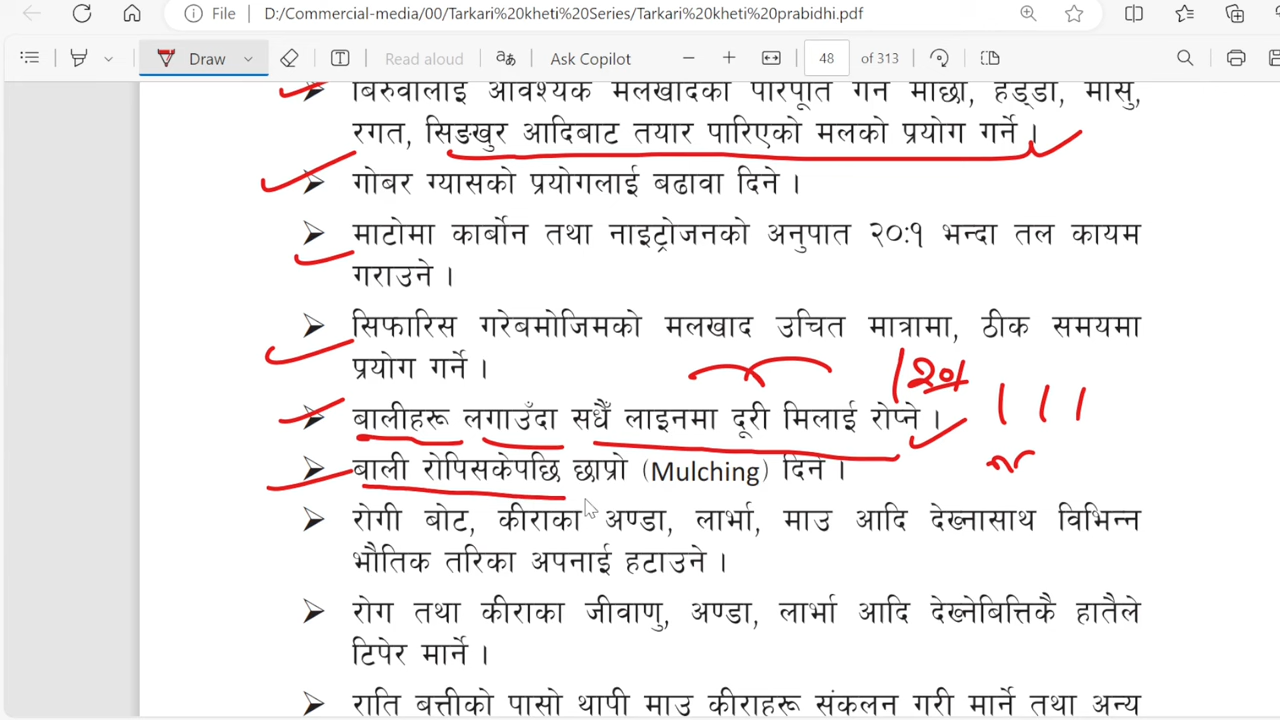 File D:/Commercial-media/00/Tarkari%20kheti%20Series/Tarkari%20kheti%20prabidhi.pdf
Draw Read aloud aあ Ask Copilot 48 of 313
बिरुवालाई आवश्यक मलखादको परिपूर्ति गर्न माछा, हड्डी, मासु,
रगत, सिङखुर आदिबाट तयार पारिएको मलको प्रयोग गर्ने ।
गोबर ग्यासको प्रयोगलाई बढावा दिने ।
माटोमा कार्बोन तथा नाइट्रोजनको अनुपात २०:१ भन्दा तल कायम
गराउने ।
सिफारिस गरेबमोजिमको मलखाद उचित मात्रामा, ठीक समयमा
प्रयोग गर्ने ।
बालीहरू लगाउँदा सधैँ लाइनमा दूरी मिलाई रोप्ने ।
बाली रोपिसकेपछि छाप्रो (Mulching) दिने ।
रोगी बोट, कीराका अण्डा, लार्भा, माउ आदि देख्नासाथ विभिन्न
भौतिक तरिका अपनाई हटाउने ।
रोग तथा कीराका जीवाणु, अण्डा, लार्भा आदि देख्नेबित्तिकै हातैले
टिपेर मार्ने ।
राति बत्तीको पासो थापी माउ कीराहरू संकलन गरी मार्ने तथा अन्य